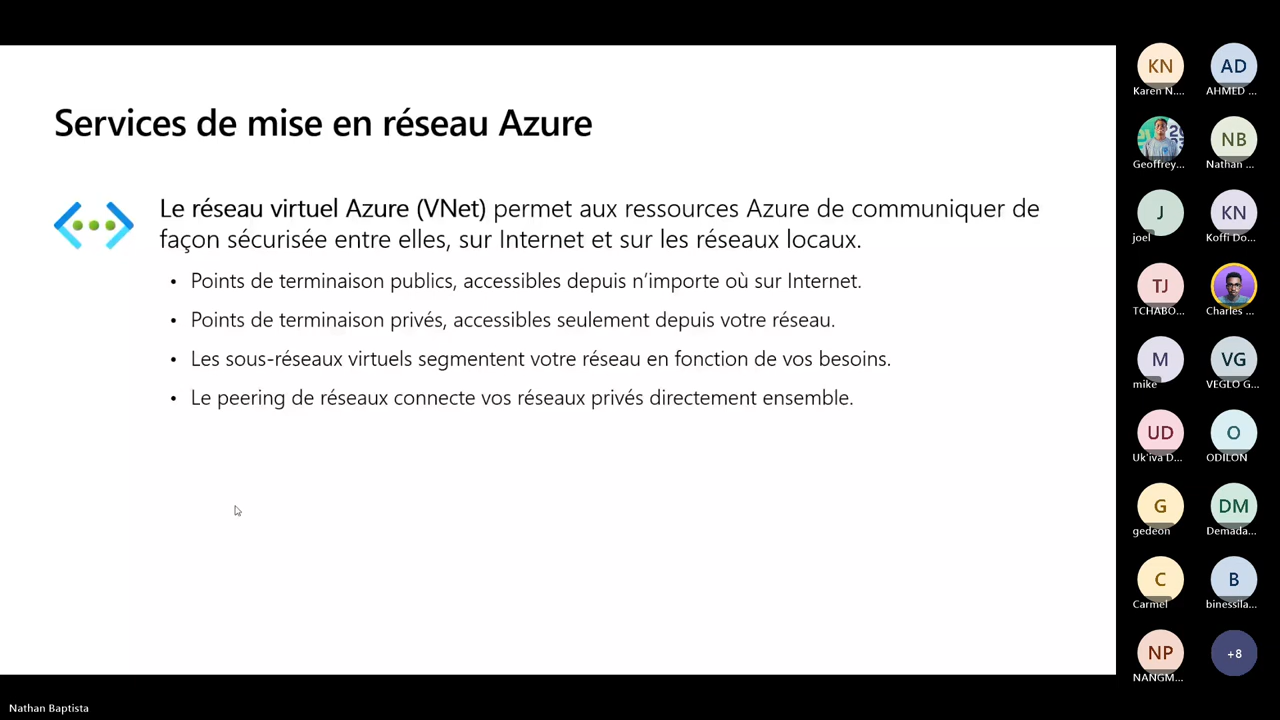 Services de mise en réseau Azure
Le réseau virtuel Azure (VNet) permet aux ressources Azure de communiquer de
façon sécurisée entre elles, sur Internet et sur les réseaux locaux.
• Points de terminaison publics, accessibles depuis n’importe où sur Internet.
• Points de terminaison privés, accessibles seulement depuis votre réseau.
• Les sous-réseaux virtuels segmentent votre réseau en fonction de vos besoins.
• Le peering de réseaux connecte vos réseaux privés directement ensemble.
KN AD
Karen N.... AHMED ...
NB
Geoffrey... Nathan ...
J KN
joel Koffi Do...
TJ
TCHABO... Charles ...
M VG
mike VEGLO G...
UD O
Uk'iva D... ODILON
G DM
gedeon Demada...
C B
Carmel binessila...
NP +8
NANGM...
Nathan Baptista